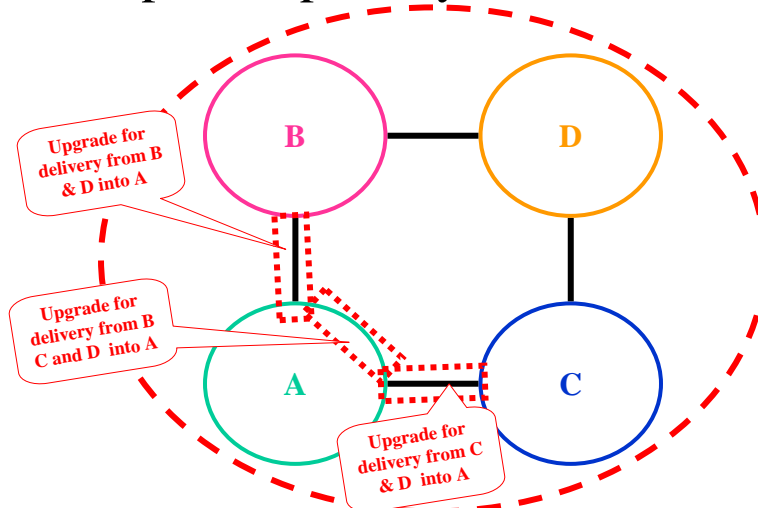 B
D
Upgrade for
delivery from B
& D into A
Upgrade for
delivery from B
C and D into A
A
C
Upgrade for
delivery from C
& D into A